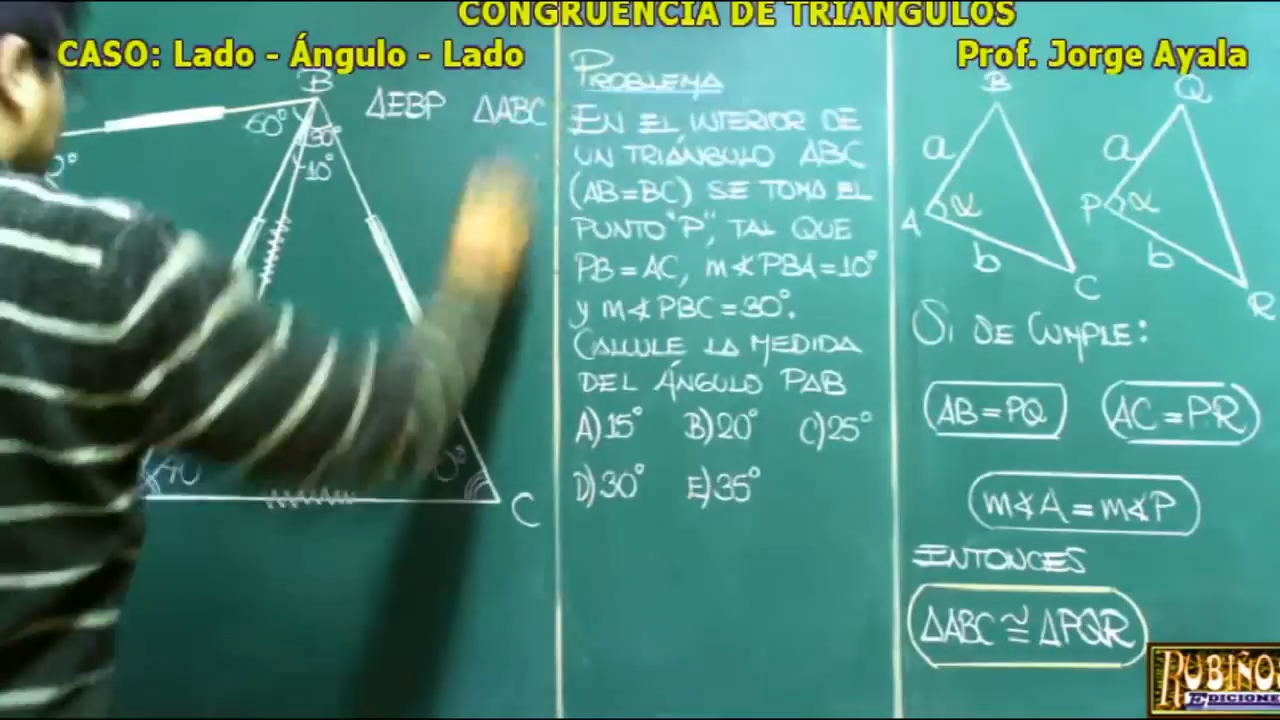 CONGRUENCIA DE TRIÁNGULOS
CASO: Lado - Ángulo - Lado
Prof. Jorge Ayala
B
60°
30°
10°
ΔEBP ΔABC
C
PROBLEMA
EN EL INTERIOR DE
UN TRIÁNGULO ABC
(AB=BC) SE TOMA EL
PUNTO "P", TAL QUE
PB=AC, m∡PBA=10°
y m∡PBC=30°.
CALCULE LA MEDIDA
DEL ÁNGULO PAB
A)15° B)20° C)25°
D)30° E)35°
B
a
A
α
b
C
Q
a
P
α
b
R
SI SE CUMPLE:
AB=PQ AC=PR
m∡A=m∡P
ENTONCES
ΔABC≅ΔPQR
RUBIÑOS
EDICIONE